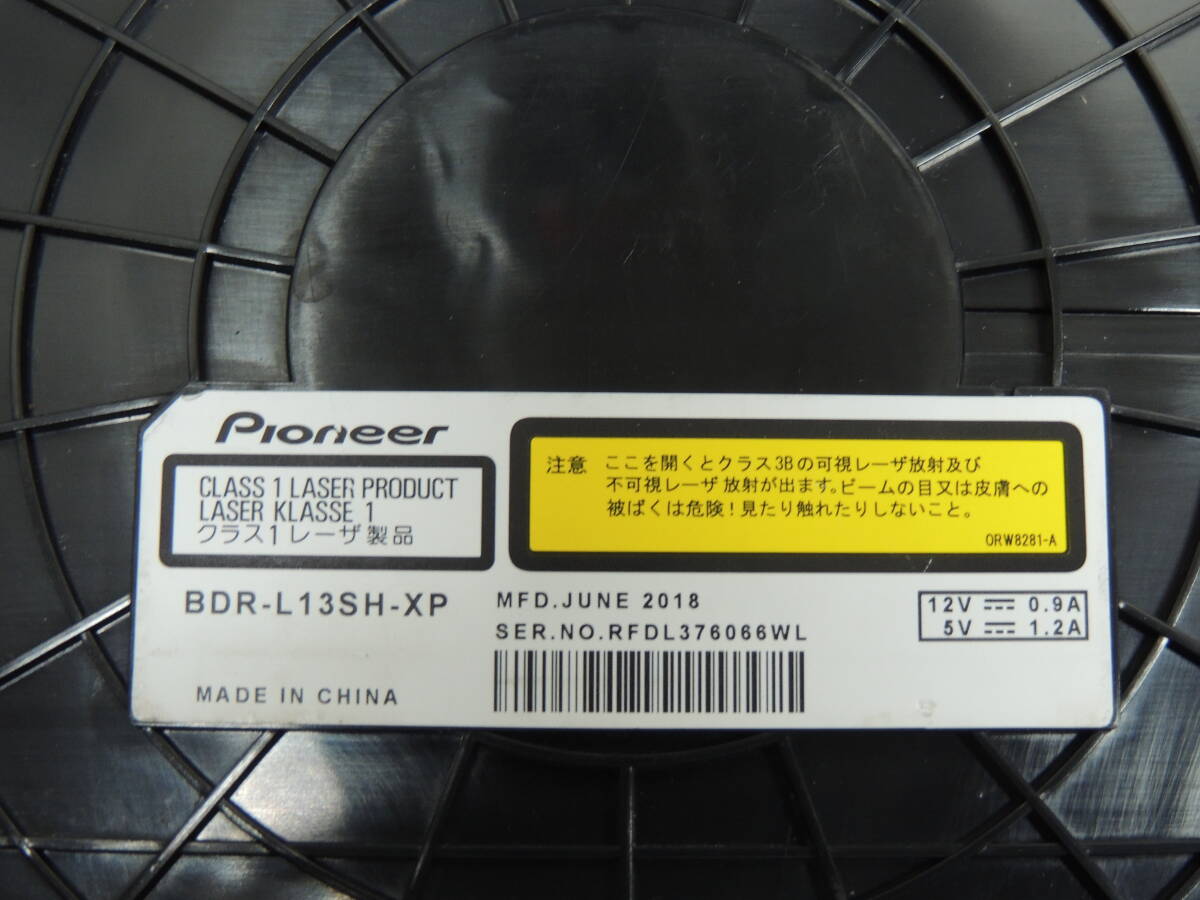 Pioneer
CLASS 1 LASER PRODUCT
LASER KLASSE 1
クラス1 レーザ製品
注意 ここを開くとクラス3Bの可視レーザ放射及び
不可視レーザ放射が出ます。ビームの目又は皮膚への
被ばくは危険!見たり触れたりしないこと。
ORW8281-A
BDR-L13SH-XP
MFD.JUNE 2018
SER.NO.RFDL376066WL
12V ⎓ 0.9A
5V ⎓ 1.2A
MADE IN CHINA